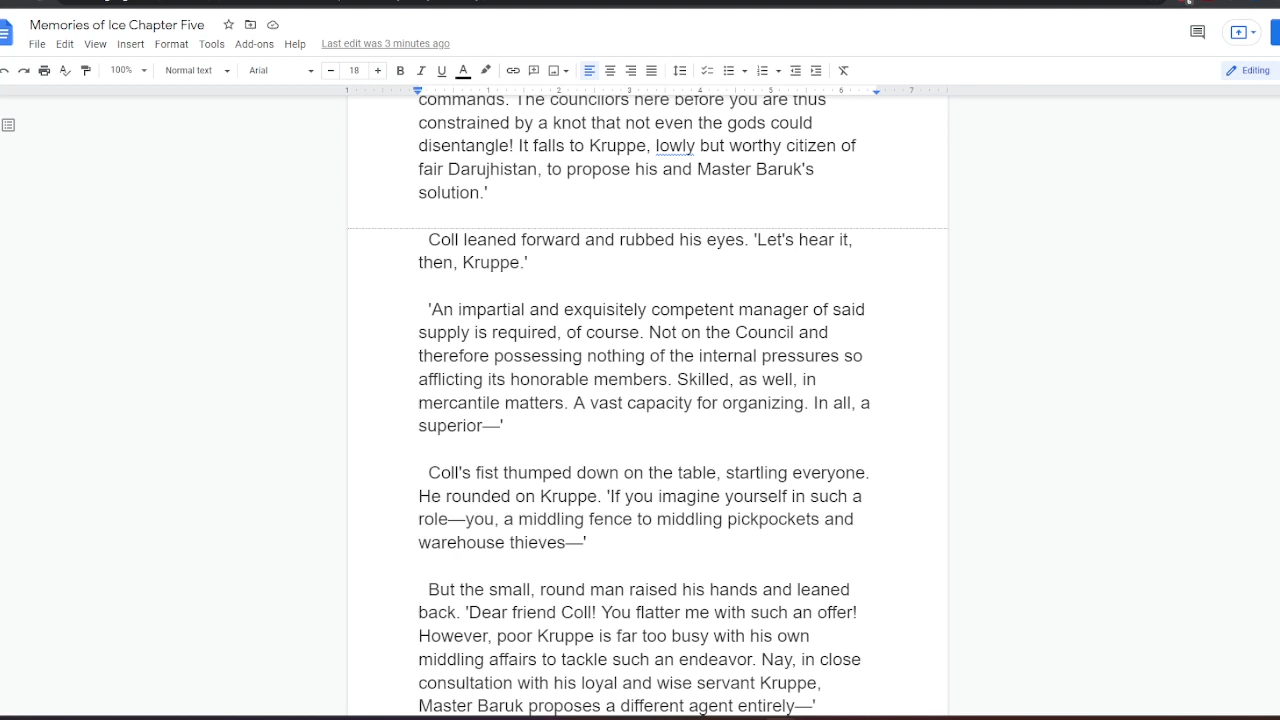 Memories of Ice Chapter Five
File Edit View Insert Format Tools Add-ons Help Last edit was 3 minutes ago
100% Normal text Arial − 18 + B I U A Editing
1 1 2 3 4 5 6 7
commands. The councilors here before you are thus
constrained by a knot that not even the gods could
disentangle! It falls to Kruppe, lowly but worthy citizen of
fair Darujhistan, to propose his and Master Baruk's
solution.'
Coll leaned forward and rubbed his eyes. 'Let's hear it,
then, Kruppe.'
'An impartial and exquisitely competent manager of said
supply is required, of course. Not on the Council and
therefore possessing nothing of the internal pressures so
afflicting its honorable members. Skilled, as well, in
mercantile matters. A vast capacity for organizing. In all, a
superior—'
Coll's fist thumped down on the table, startling everyone.
He rounded on Kruppe. 'If you imagine yourself in such a
role—you, a middling fence to middling pickpockets and
warehouse thieves—'
But the small, round man raised his hands and leaned
back. 'Dear friend Coll! You flatter me with such an offer!
However, poor Kruppe is far too busy with his own
middling affairs to tackle such an endeavor. Nay, in close
consultation with his loyal and wise servant Kruppe,
Master Baruk proposes a different agent entirely—'